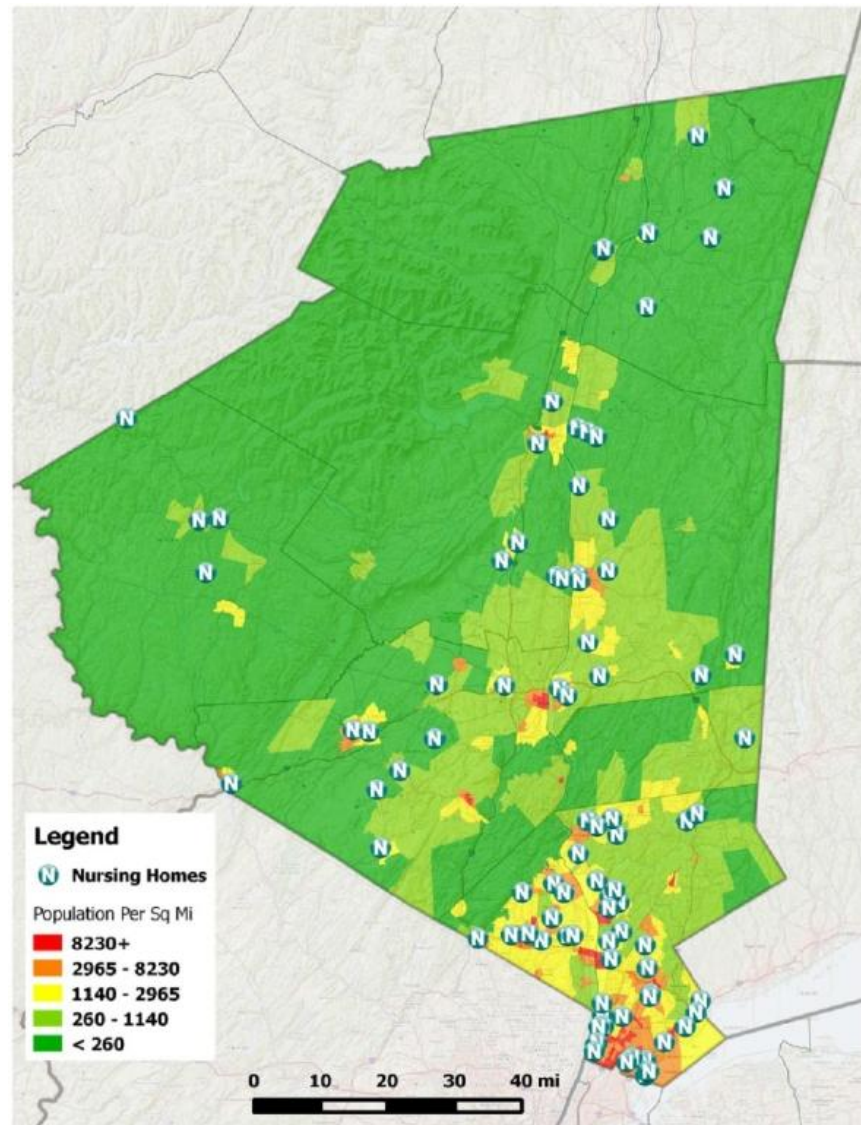 Legend
N Nursing Homes
Population Per Sq Mi
8230+
2965 - 8230
1140 - 2965
260 - 1140
< 260
0 10 20 30 40 mi